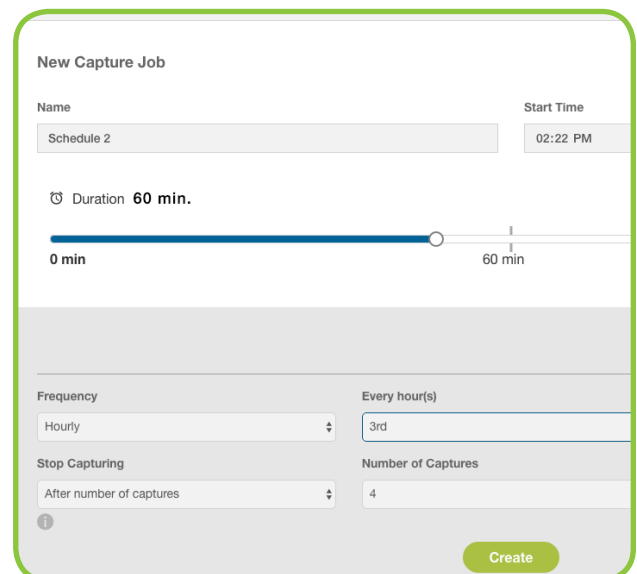 New Capture Job
Name Start Time
Schedule 2 02:22 PM
Duration 60 min.
0 min 60 min
Frequency Every hour(s)
Hourly 3rd
Stop Capturing Number of Captures
After number of captures 4
i
Create